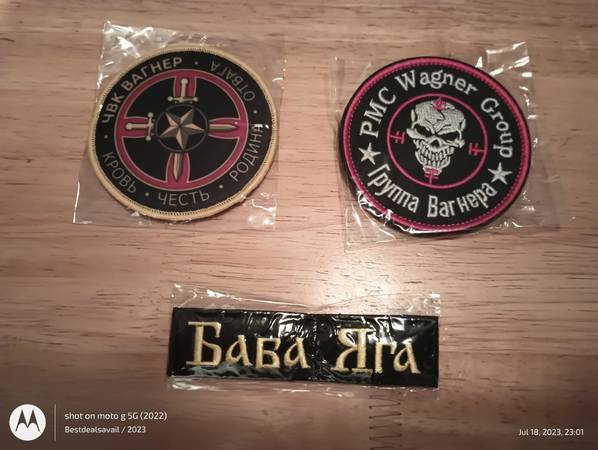 ЧВК ВАГНЕР · ОТВАГА · РОДИНА · ЧЕСТЬ · КРОВЬ ·
PMC Wagner Group
Группа Вагнера
Баба Яга
shot on moto g 5G (2022)
Bestdealsavail / 2023
Jul 18, 2023, 23:01